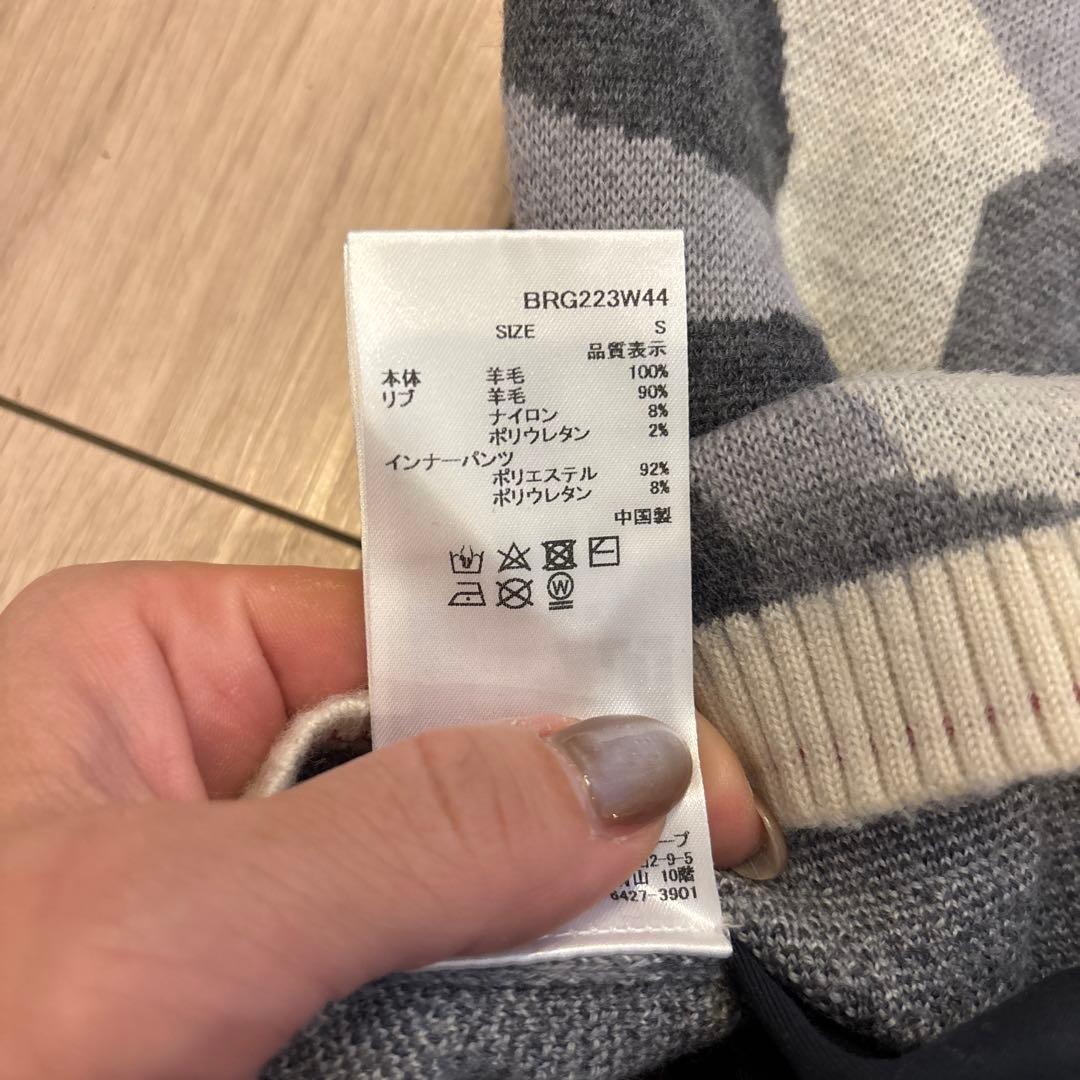 BRG223W44
SIZE S
品質表示
本体 羊毛 100%
リブ 羊毛 90%
ナイロン 8%
ポリウレタン 2%
インナーパンツ
ポリエステル 92%
ポリウレタン 8%
中国製
W
ープ
2-9-5
山 10階
6427-3901